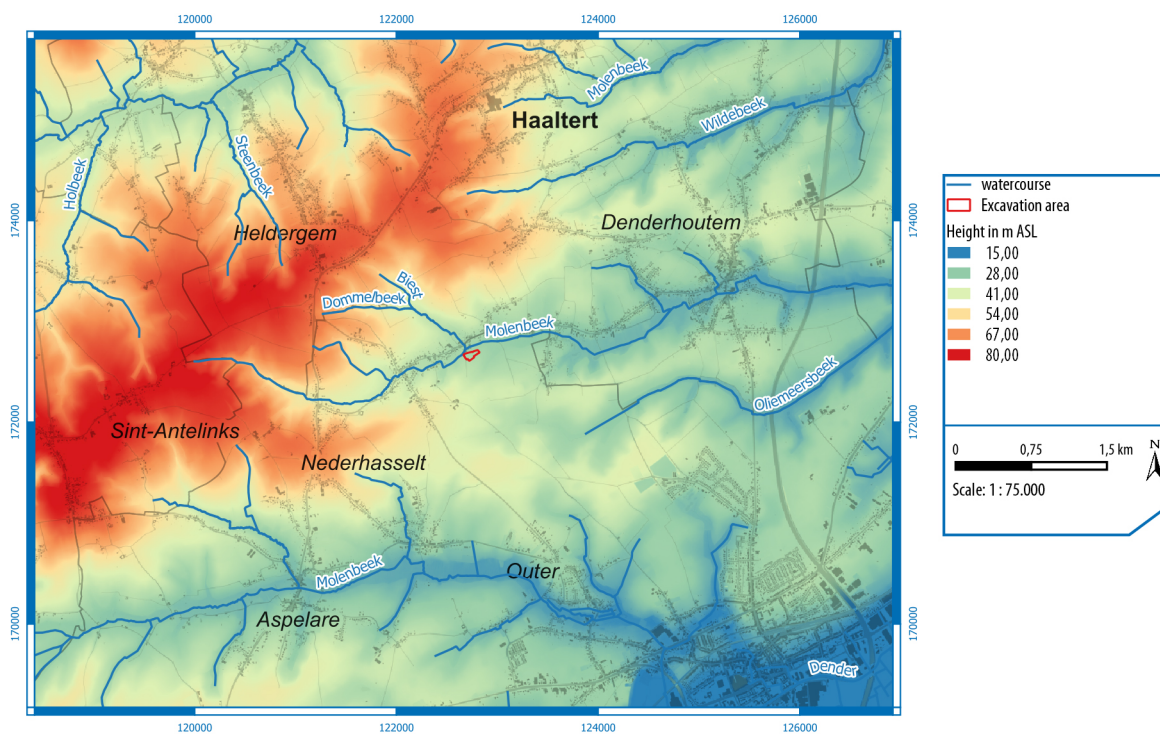 120000
122000
124000
126000
174000
172000
170000
174000
172000
170000
Molenbeek
Haaltert
Wildebeek
Steenbeek
Holbeek
Denderhoutem
Heldergem
Biest
Dommelbeek
Molenbeek
Oliemeersbeek
Sint-Antelinks
Nederhasselt
Molenbeek
Outer
Aspelare
Dender
120000
122000
124000
126000
watercourse
Excavation area
Height in m ASL
15,00
28,00
41,00
54,00
67,00
80,00
0 0,75 1,5 km
N
Scale: 1 : 75.000